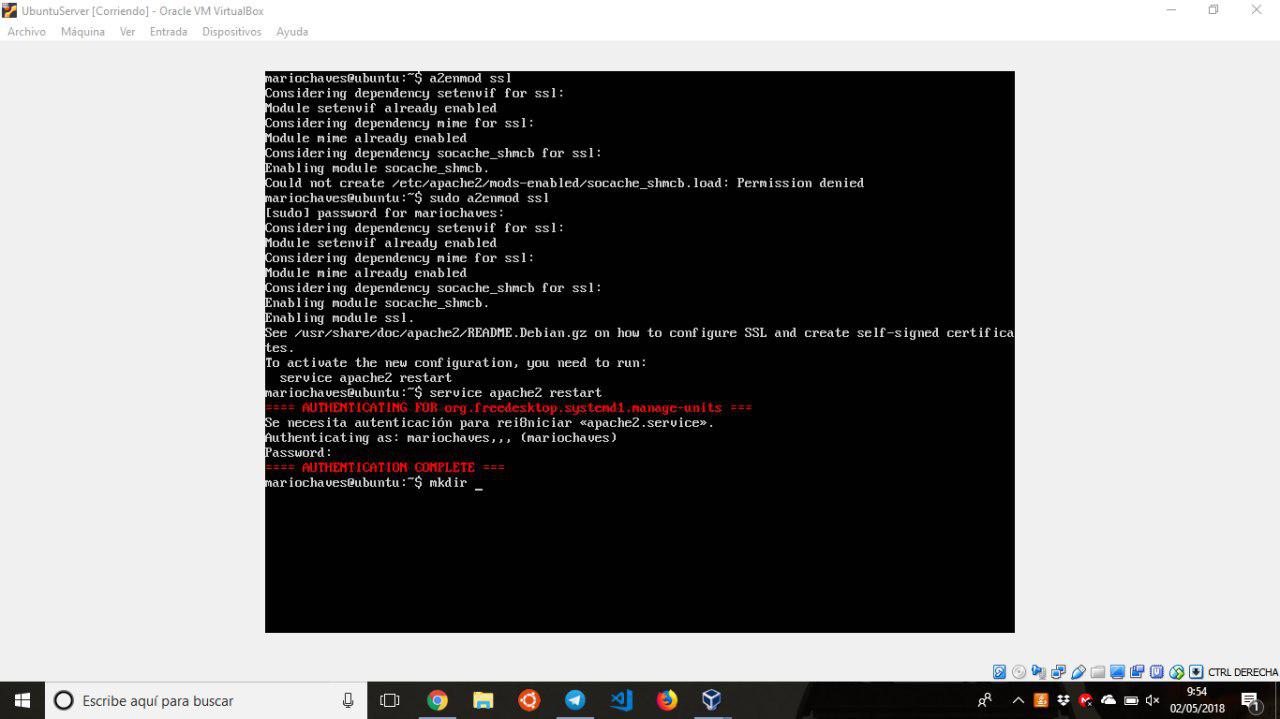 UbuntuServer [Corriendo] - Oracle VM VirtualBox
Archivo Máquina Ver Entrada Dispositivos Ayuda
mariochaves@ubuntu:~$ a2enmod ssl
Considering dependency setenvif for ssl:
Module setenvif already enabled
Considering dependency mime for ssl:
Module mime already enabled
Considering dependency socache_shmcb for ssl:
Enabling module socache_shmcb.
Could not create /etc/apache2/mods-enabled/socache_shmcb.load: Permission denied
mariochaves@ubuntu:~$ sudo a2enmod ssl
[sudo] password for mariochaves:
Considering dependency setenvif for ssl:
Module setenvif already enabled
Considering dependency mime for ssl:
Module mime already enabled
Considering dependency socache_shmcb for ssl:
Enabling module socache_shmcb.
Enabling module ssl.
See /usr/share/doc/apache2/README.Debian.gz on how to configure SSL and create self-signed certifica
tes.
To activate the new configuration, you need to run:
  service apache2 restart
mariochaves@ubuntu:~$ service apache2 restart
==== AUTHENTICATING FOR org.freedesktop.systemd1.manage-units ===
Se necesita autenticación para rei8niciar «apache2.service».
Authenticating as: mariochaves,,, (mariochaves)
Password:
==== AUTHENTICATION COMPLETE ===
mariochaves@ubuntu:~$ mkdir _
CTRL DERECHA
Escribe aquí para buscar
9:54
02/05/2018
1